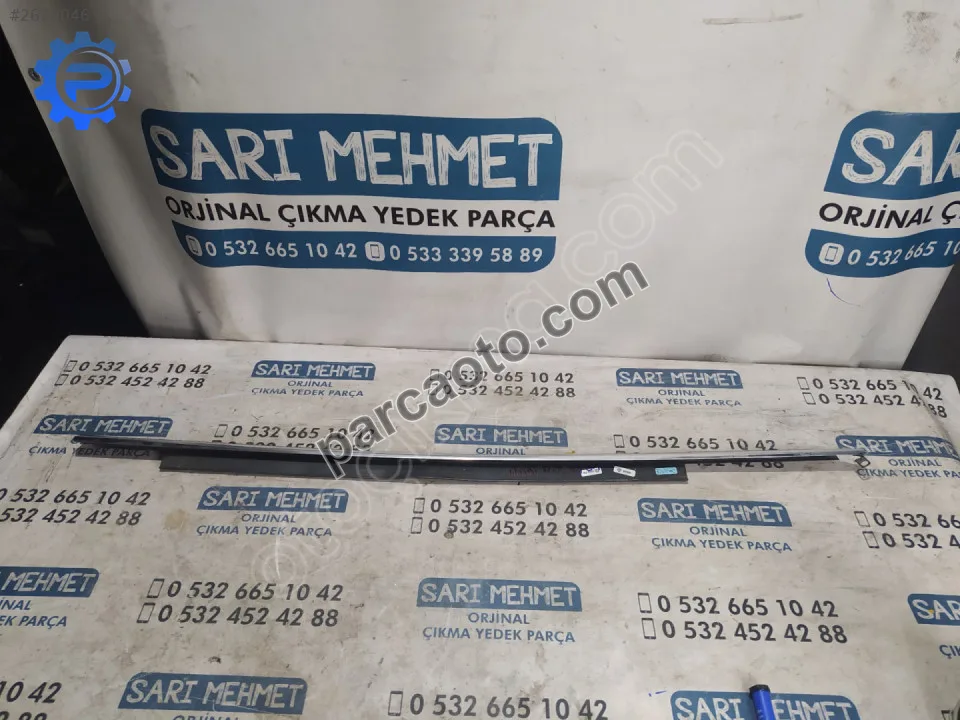 SARI MEHMET
ORJİNAL ÇIKMA YEDEK PARÇA
0 532 665 10 42 0 533 339 58 89
SARI
ORJİNAL ÇIKMA
0 532 665 10
parcaoto.com
0 532 665 10 42
0 532 452 42 88
SARI MEHMET
ORJİNAL
ÇIKMA YEDEK PARÇA
0 532 665 10 42
0 532 452 42 88
SARI MEHMET
ORJİNAL
ÇIKMA YEDEK PARÇA
0 532 665 10 42
0 532 452 4
SARI MEHMET
ÇIKMA YEDEK PARÇA
SARI MEHMET
ORJİNAL
0 532 665 10 42
SARI MEHMET
0 532 665 10 42
0 532 452 42 88
SARI MEHMET
ORJİNAL
ÇIKMA YEDEK PARÇA
0 532 665 10 42
0 532 452 42 88
SARI MEHMET
ORJİNAL
ÇIKMA YEDEK PARÇA
0 532
0 532
SARI MEHMET
ORJİNAL
YEDEK PARÇA
0 532 665 10 42
0 532 452 42 88
SARI MEHMET
ORJİNAL
ÇIKMA YEDEK PARÇA
0 532 665 10 42
0 532 452 42 88
SARI
10 42
SARI MEHMET
ORJİNAL
0 532 665 10 42
SARI MEHMET